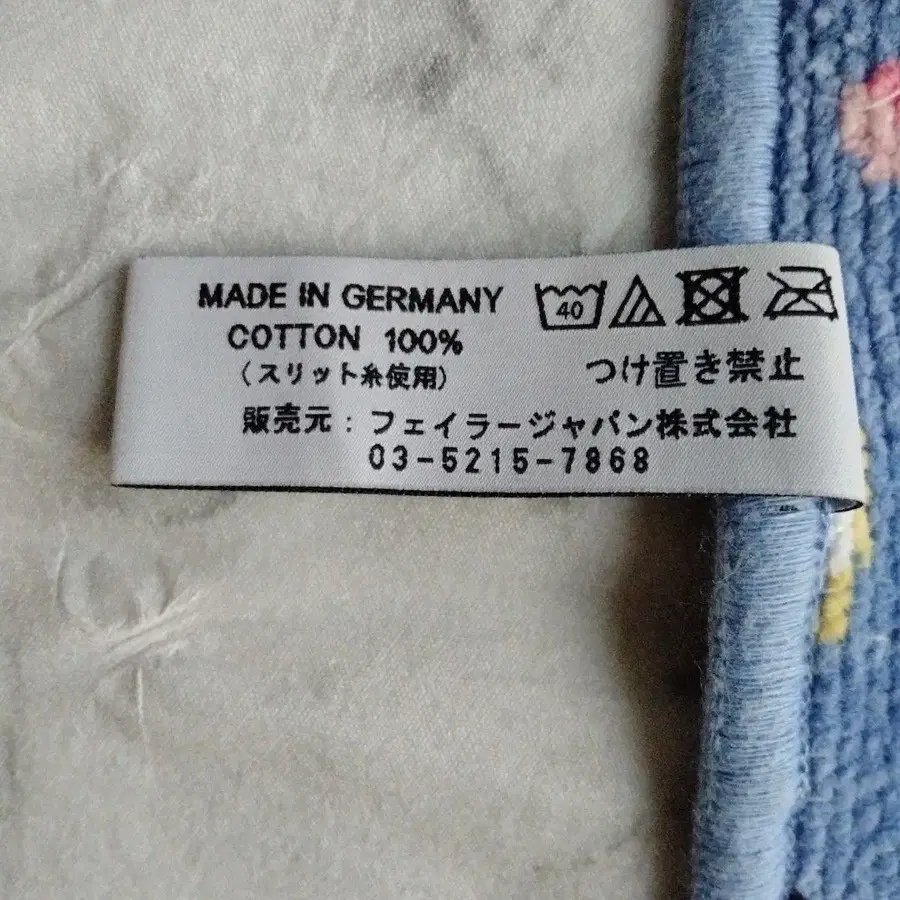 MADE IN GERMANY
COTTON 100%
(スリット糸使用)
40
つけ置き禁止
販売元：フェイラージャパン株式会社
03-5215-7868